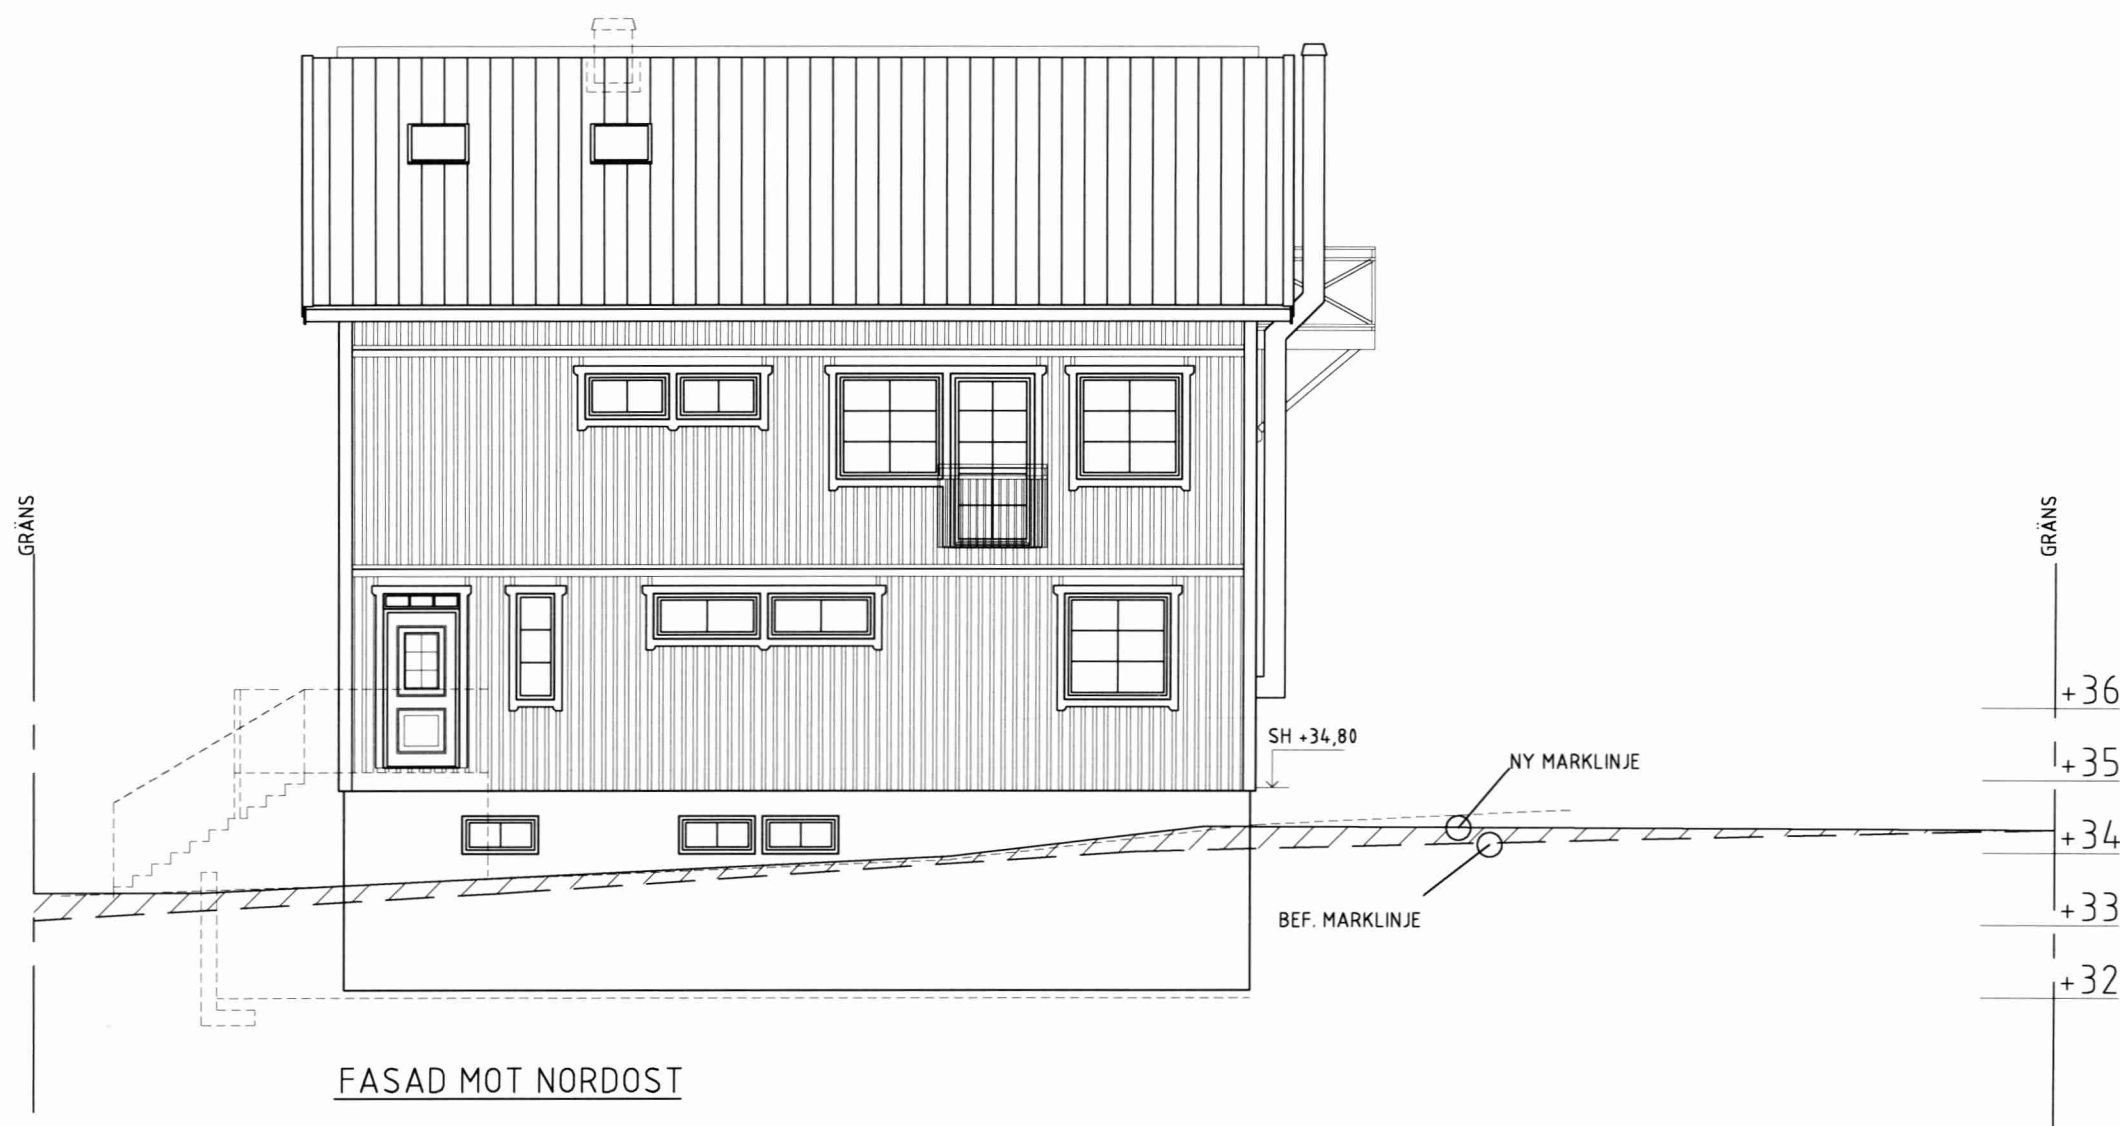 GRÄNS
GRÄNS
+36
SH +34,80
NY MARKLINJE
+35
+34
BEF. MARKLINJE
+33
+32
FASAD MOT NORDOST